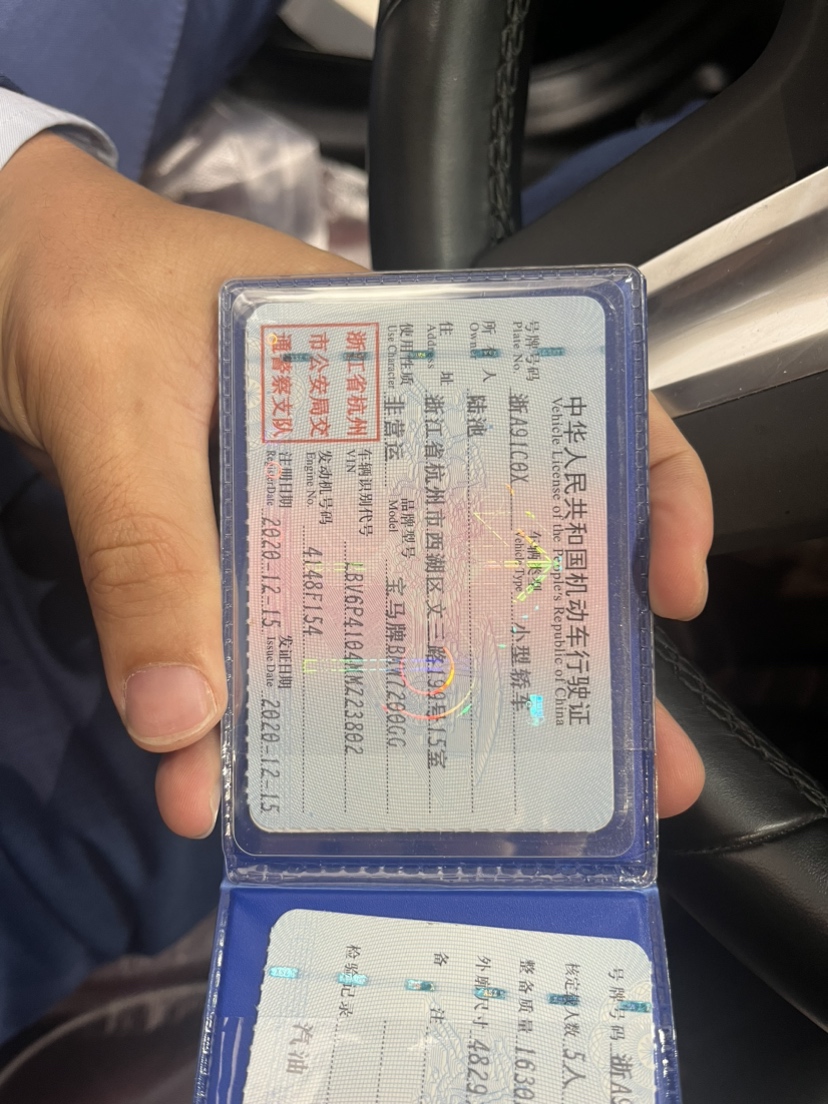 中华人民共和国机动车行驶证
Vehicle License of the People's Republic of China
号牌号码 浙A91C0X 车辆类型 小型轿车
Plate No. Vehicle Type
所有人 陆池
Owner
住址 浙江省杭州市西湖区文三路199号15室
Address
使用性质 非营运 品牌型号 宝马牌BMW7200GG
Use Character Model
浙江省杭州
市公安局交
通警察支队
车辆识别代号
VIN LBV6P4104MMZ23802
发动机号码 4148F154
Engine No.
注册日期 2020-12-15 发证日期 2020-12-15
Register Date Issue Date
号牌号码 浙A9
核定载人数 5人
整备质量 1630
外廓尺寸 4829
备注
检验记录
汽油